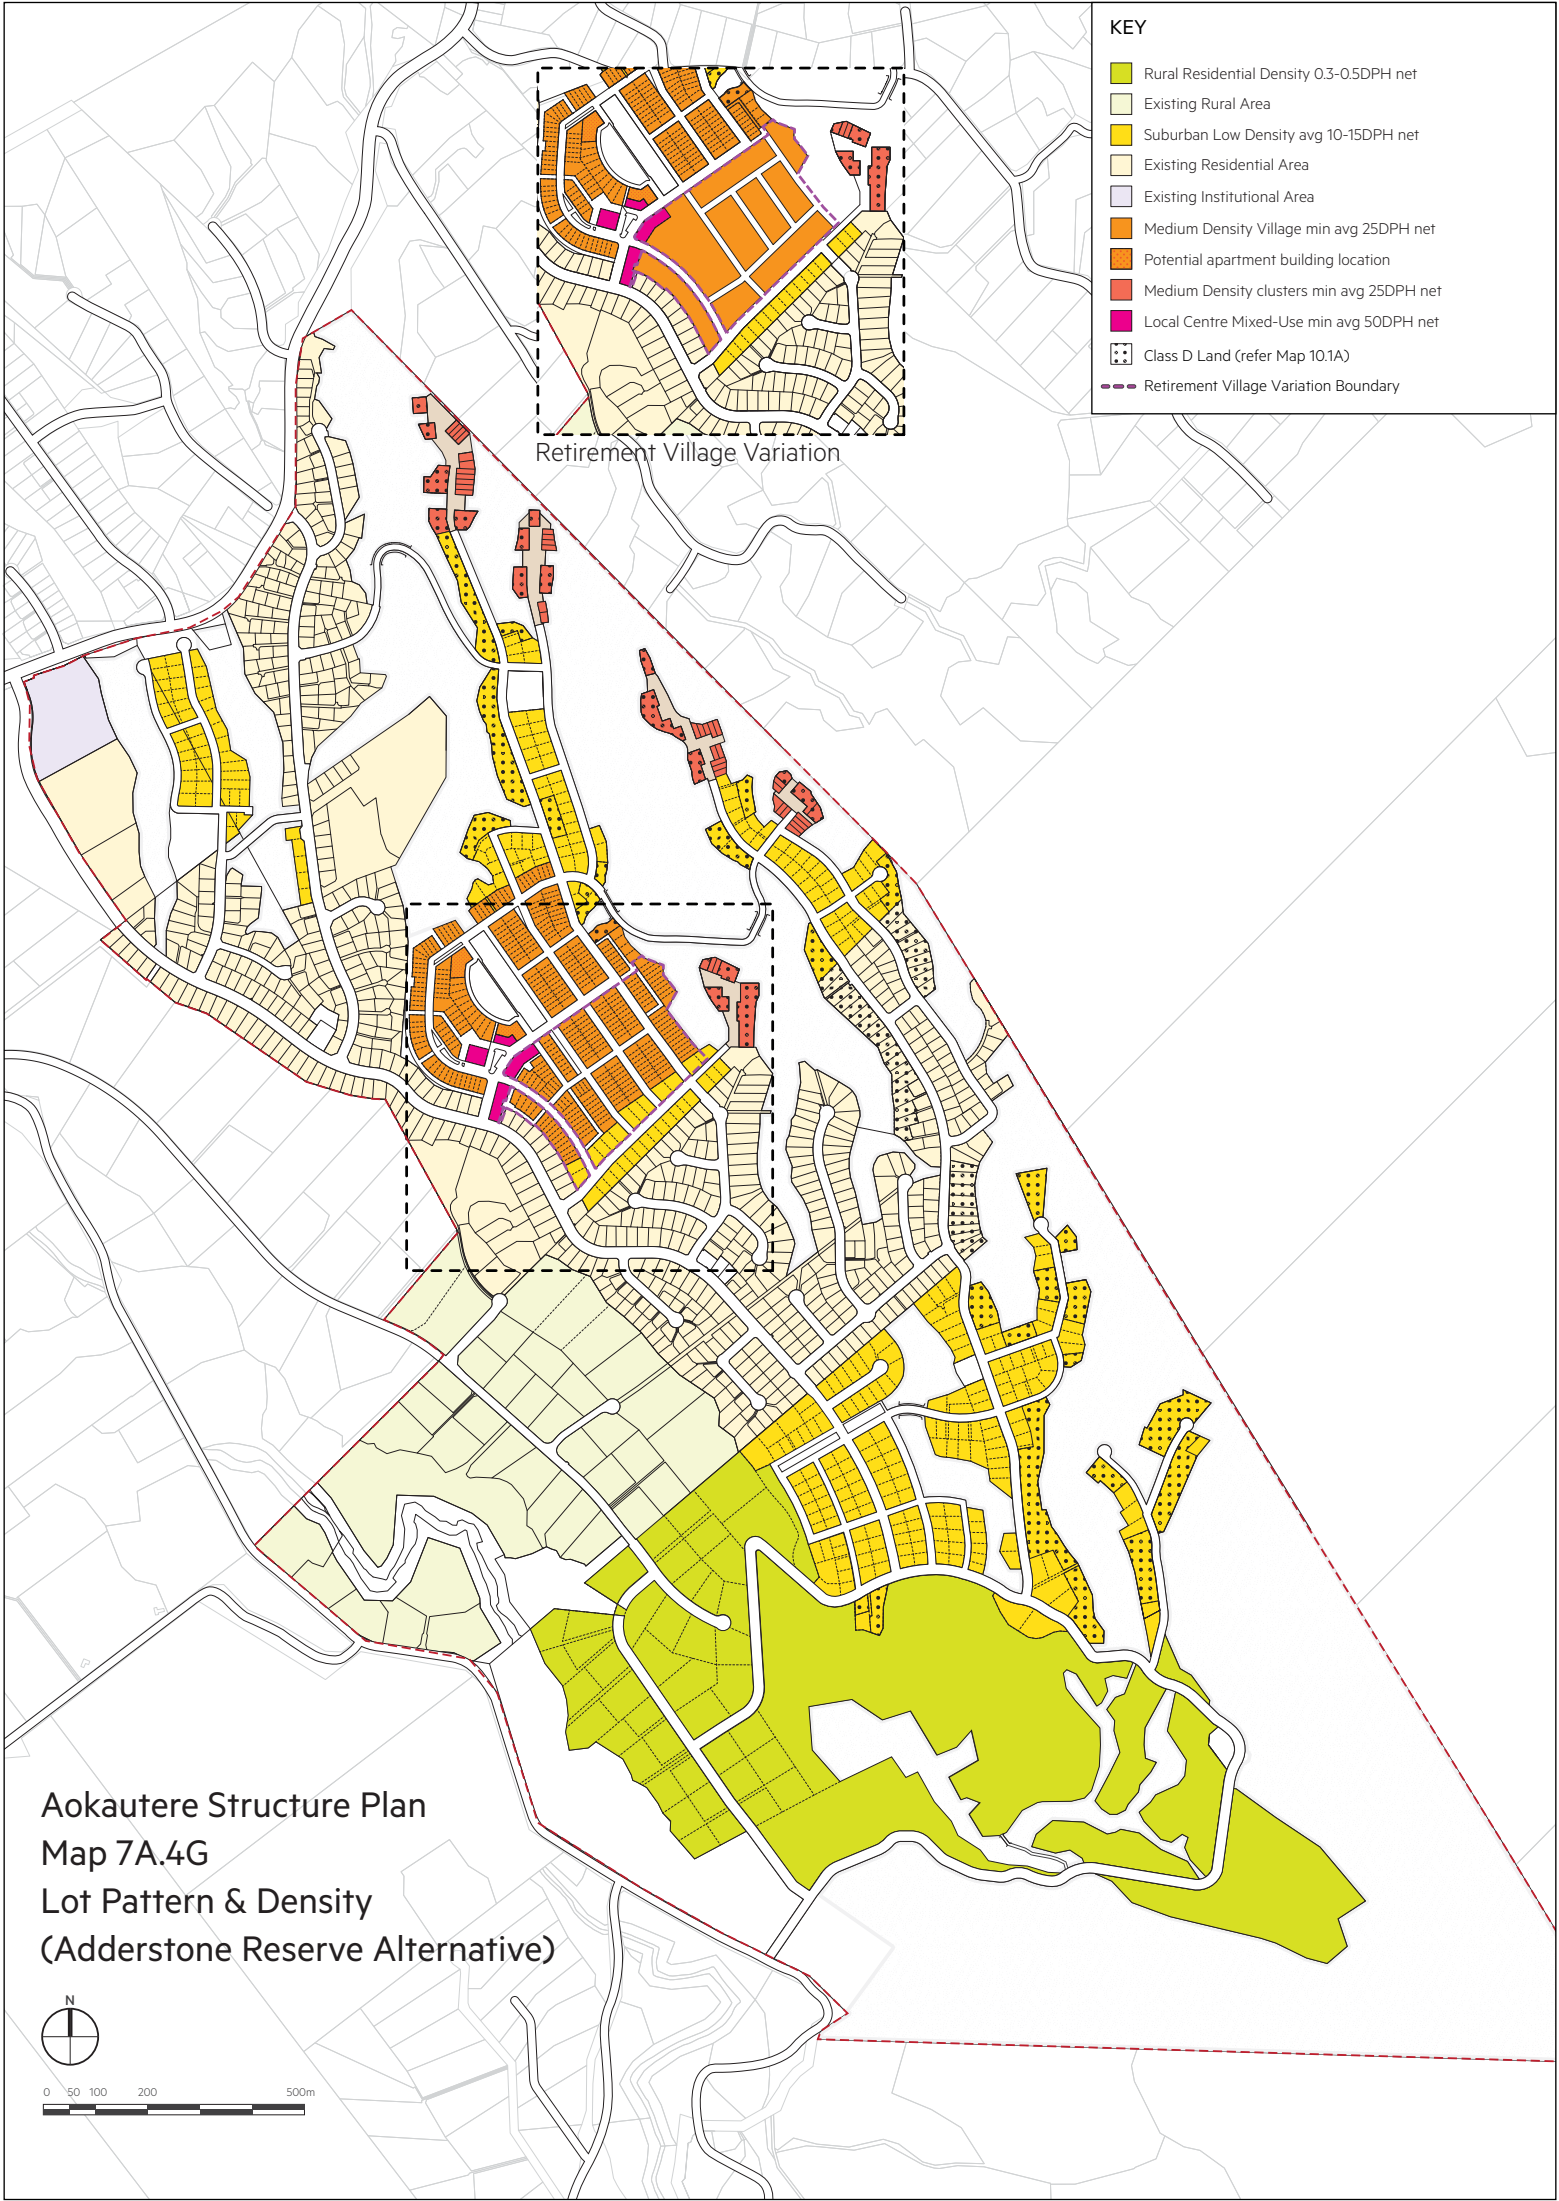 KEY
Rural Residential Density 0.3-0.5DPH net
Existing Rural Area
Suburban Low Density avg 10-15DPH net
Existing Residential Area
Existing Institutional Area
Medium Density Village min avg 25DPH net
Potential apartment building location
Medium Density clusters min avg 25DPH net
Local Centre Mixed-Use min avg 50DPH net
Class D Land (refer Map 10.1A)
Retirement Village Variation Boundary
Retirement Village Variation
Aokautere Structure Plan
Map 7A.4G
Lot Pattern & Density
(Adderstone Reserve Alternative)
N
0 50 100 200 500m